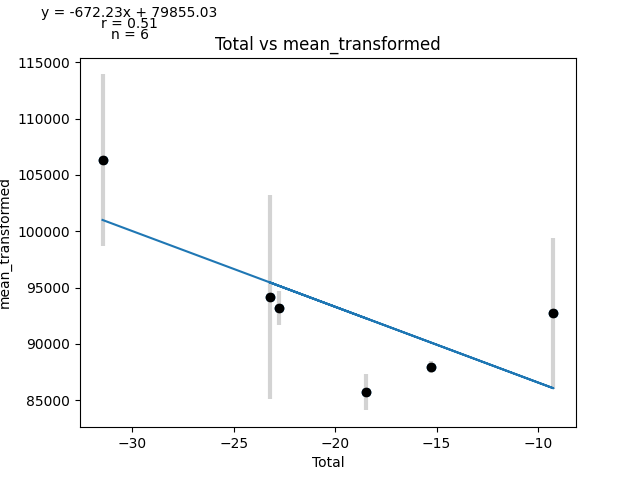 y = -672.23x + 79855.03
r = 0.51
n = 6
Total vs mean_transformed
115000
110000
105000
100000
95000
90000
85000
mean_transformed
−30
−25
−20
−15
−10
Total